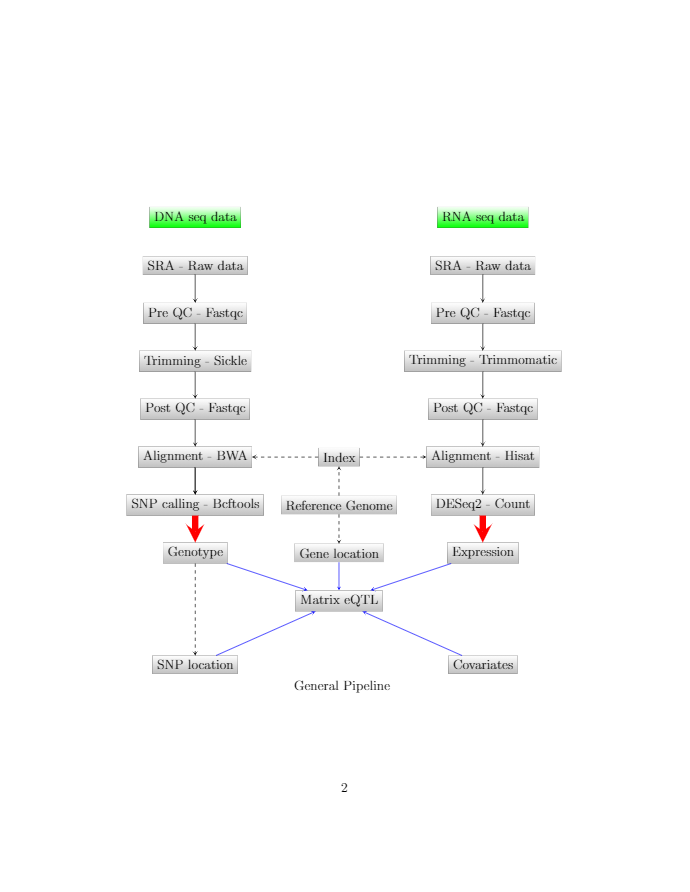 DNA seq data
RNA seq data
SRA - Raw data
SRA - Raw data
Pre QC - Fastqc
Pre QC - Fastqc
Trimming - Sickle
Trimming - Trimmomatic
Post QC - Fastqc
Post QC - Fastqc
Alignment - BWA
Index
Alignment - Hisat
SNP calling - Bcftools
Reference Genome
DESeq2 - Count
Genotype
Gene location
Expression
Matrix eQTL
SNP location
Covariates
General Pipeline
2